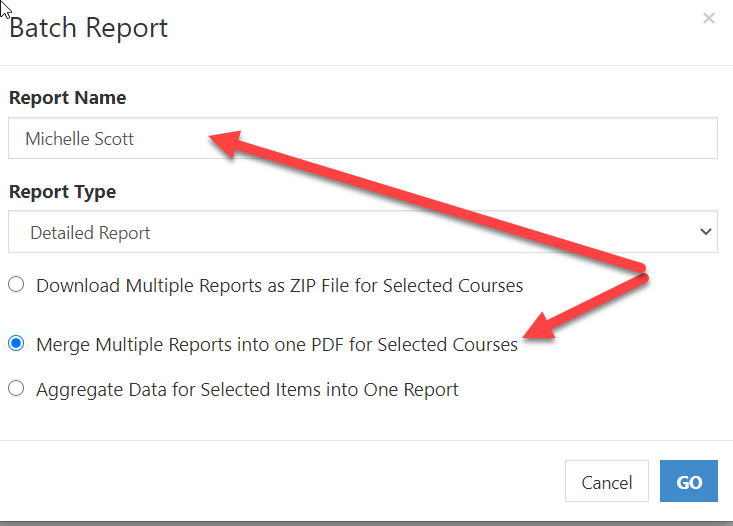 Batch Report
×
Report Name
Michelle Scott
Report Type
Detailed Report
Download Multiple Reports as ZIP File for Selected Courses
Merge Multiple Reports into one PDF for Selected Courses
Aggregate Data for Selected Items into One Report
Cancel
GO